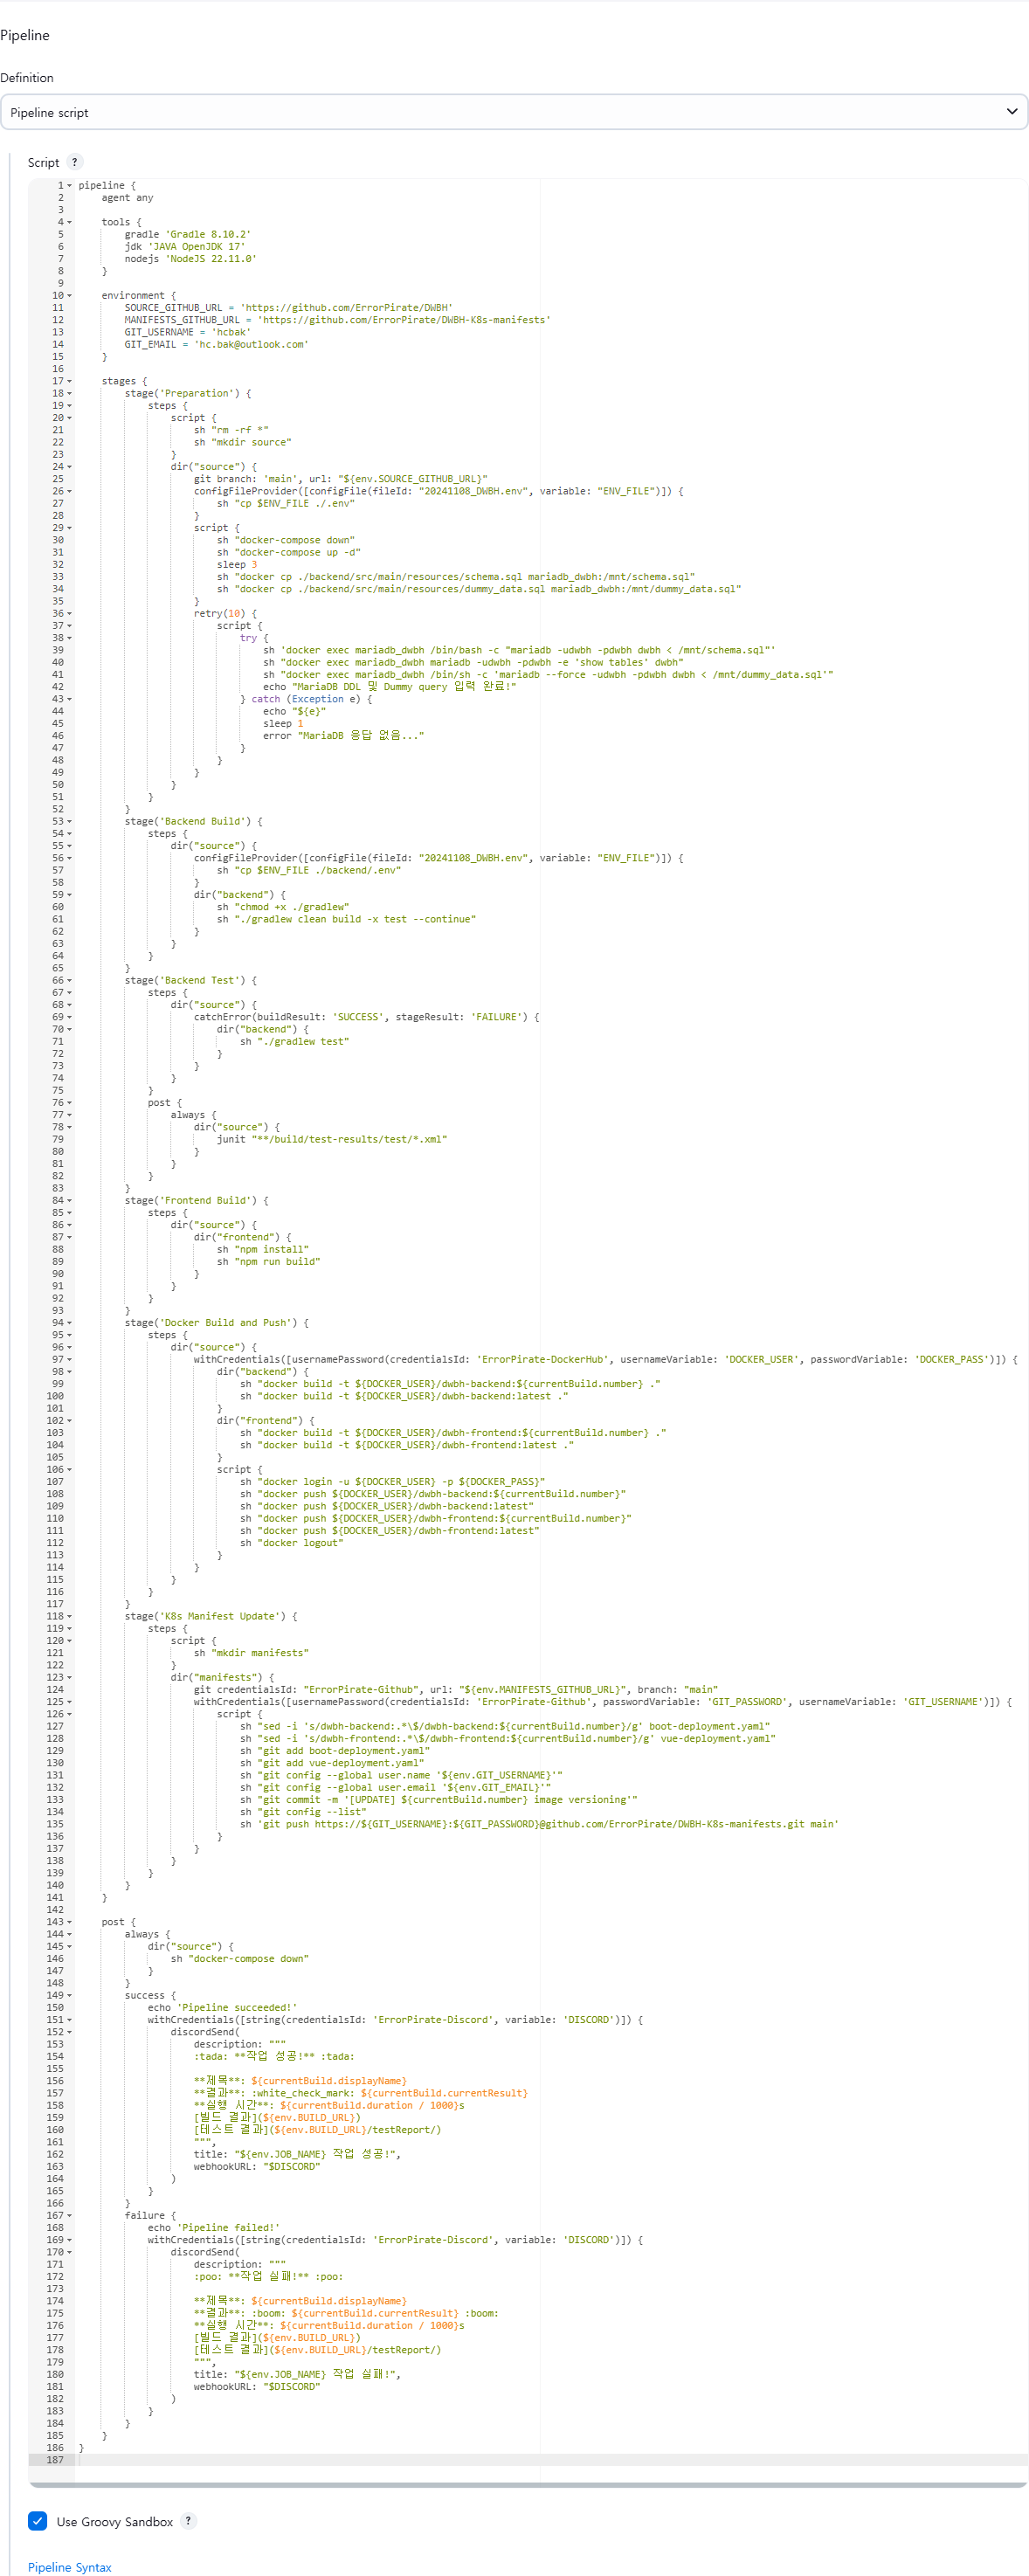 Pipeline
Definition
Pipeline script
Script ?
1 pipeline {
2     agent any
3
4     tools {
5         gradle 'Gradle 8.10.2'
6         jdk 'JAVA OpenJDK 17'
7         nodejs 'NodeJS 22.11.0'
8     }
9
10     environment {
11         SOURCE_GITHUB_URL = 'https://github.com/ErrorPirate/DWBH'
12         MANIFESTS_GITHUB_URL = 'https://github.com/ErrorPirate/DWBH-K8s-manifests'
13         GIT_USERNAME = 'hcbak'
14         GIT_EMAIL = 'hc.bak@outlook.com'
15     }
16
17     stages {
18         stage('Preparation') {
19             steps {
20                 script {
21                     sh "rm -rf *"
22                     sh "mkdir source"
23                 }
24                 dir("source") {
25                     git branch: 'main', url: "${env.SOURCE_GITHUB_URL}"
26                     configFileProvider([configFile(fileId: "20241108_DWBH.env", variable: "ENV_FILE")]) {
27                         sh "cp $ENV_FILE ./.env"
28                     }
29                     script {
30                         sh "docker-compose down"
31                         sh "docker-compose up -d"
32                         sleep 3
33                         sh "docker cp ./backend/src/main/resources/schema.sql mariadb_dwbh:/mnt/schema.sql"
34                         sh "docker cp ./backend/src/main/resources/dummy_data.sql mariadb_dwbh:/mnt/dummy_data.sql"
35                     }
36                     retry(10) {
37                         script {
38                             try {
39                                 sh 'docker exec mariadb_dwbh /bin/bash -c "mariadb -udwbh -pdwbh dwbh < /mnt/schema.sql"'
40                                 sh "docker exec mariadb_dwbh mariadb -udwbh -pdwbh -e 'show tables' dwbh"
41                                 sh "docker exec mariadb_dwbh /bin/sh -c 'mariadb --force -udwbh -pdwbh dwbh < /mnt/dummy_data.sql'"
42                                 echo "MariaDB DDL 및 Dummy query 입력 완료!"
43                             } catch (Exception e) {
44                                 echo "${e}"
45                                 sleep 1
46                                 error "MariaDB 응답 없음..."
47                             }
48                         }
49                     }
50                 }
51             }
52         }
53         stage('Backend Build') {
54             steps {
55                 dir("source") {
56                     configFileProvider([configFile(fileId: "20241108_DWBH.env", variable: "ENV_FILE")]) {
57                         sh "cp $ENV_FILE ./backend/.env"
58                     }
59                     dir("backend") {
60                         sh "chmod +x ./gradlew"
61                         sh "./gradlew clean build -x test --continue"
62                     }
63                 }
64             }
65         }
66         stage('Backend Test') {
67             steps {
68                 dir("source") {
69                     catchError(buildResult: 'SUCCESS', stageResult: 'FAILURE') {
70                         dir("backend") {
71                             sh "./gradlew test"
72                         }
73                     }
74                 }
75             }
76             post {
77                 always {
78                     dir("source") {
79                         junit "**/build/test-results/test/*.xml"
80                     }
81                 }
82             }
83         }
84         stage('Frontend Build') {
85             steps {
86                 dir("source") {
87                     dir("frontend") {
88                         sh "npm install"
89                         sh "npm run build"
90                     }
91                 }
92             }
93         }
94         stage('Docker Build and Push') {
95             steps {
96                 dir("source") {
97                     withCredentials([usernamePassword(credentialsId: 'ErrorPirate-DockerHub', usernameVariable: 'DOCKER_USER', passwordVariable: 'DOCKER_PASS')]) {
98                         dir("backend") {
99                             sh "docker build -t ${DOCKER_USER}/dwbh-backend:${currentBuild.number} ."
100                             sh "docker build -t ${DOCKER_USER}/dwbh-backend:latest ."
101                         }
102                         dir("frontend") {
103                             sh "docker build -t ${DOCKER_USER}/dwbh-frontend:${currentBuild.number} ."
104                             sh "docker build -t ${DOCKER_USER}/dwbh-frontend:latest ."
105                         }
106                         script {
107                             sh "docker login -u ${DOCKER_USER} -p ${DOCKER_PASS}"
108                             sh "docker push ${DOCKER_USER}/dwbh-backend:${currentBuild.number}"
109                             sh "docker push ${DOCKER_USER}/dwbh-backend:latest"
110                             sh "docker push ${DOCKER_USER}/dwbh-frontend:${currentBuild.number}"
111                             sh "docker push ${DOCKER_USER}/dwbh-frontend:latest"
112                             sh "docker logout"
113                         }
114                     }
115                 }
116             }
117         }
118         stage('K8s Manifest Update') {
119             steps {
120                 script {
121                     sh "mkdir manifests"
122                 }
123                 dir("manifests") {
124                     git credentialsId: "ErrorPirate-Github", url: "${env.MANIFESTS_GITHUB_URL}", branch: "main"
125                     withCredentials([usernamePassword(credentialsId: 'ErrorPirate-Github', passwordVariable: 'GIT_PASSWORD', usernameVariable: 'GIT_USERNAME')]) {
126                         script {
127                             sh "sed -i 's/dwbh-backend:.*\$/dwbh-backend:${currentBuild.number}/g' boot-deployment.yaml"
128                             sh "sed -i 's/dwbh-frontend:.*\$/dwbh-frontend:${currentBuild.number}/g' vue-deployment.yaml"
129                             sh "git add boot-deployment.yaml"
130                             sh "git add vue-deployment.yaml"
131                             sh "git config --global user.name '${env.GIT_USERNAME}'"
132                             sh "git config --global user.email '${env.GIT_EMAIL}'"
133                             sh "git commit -m '[UPDATE] ${currentBuild.number} image versioning'"
134                             sh "git config --list"
135                             sh 'git push https://${GIT_USERNAME}:${GIT_PASSWORD}@github.com/ErrorPirate/DWBH-K8s-manifests.git main'
136                         }
137                     }
138                 }
139             }
140         }
141     }
142
143     post {
144         always {
145             dir("source") {
146                 sh "docker-compose down"
147             }
148         }
149         success {
150             echo 'Pipeline succeeded!'
151             withCredentials([string(credentialsId: 'ErrorPirate-Discord', variable: 'DISCORD')]) {
152                 discordSend(
153                     description: """
154                     :tada: **작업 성공!** :tada:
155
156                     **제목**: ${currentBuild.displayName}
157                     **결과**: :white_check_mark: ${currentBuild.currentResult}
158                     **실행 시간**: ${currentBuild.duration / 1000}s
159                     [빌드 결과](${env.BUILD_URL})
160                     [테스트 결과](${env.BUILD_URL}/testReport/)
161                     """,
162                     title: "${env.JOB_NAME} 작업 성공!",
163                     webhookURL: "$DISCORD"
164                 )
165             }
166         }
167         failure {
168             echo 'Pipeline failed!'
169             withCredentials([string(credentialsId: 'ErrorPirate-Discord', variable: 'DISCORD')]) {
170                 discordSend(
171                     description: """
172                     :poo: **작업 실패!** :poo:
173
174                     **제목**: ${currentBuild.displayName}
175                     **결과**: :boom: ${currentBuild.currentResult} :boom:
176                     **실행 시간**: ${currentBuild.duration / 1000}s
177                     [빌드 결과](${env.BUILD_URL})
178                     [테스트 결과](${env.BUILD_URL}/testReport/)
179                     """,
180                     title: "${env.JOB_NAME} 작업 실패!",
181                     webhookURL: "$DISCORD"
182                 )
183             }
184         }
185     }
186 }
187
Use Groovy Sandbox ?
Pipeline Syntax